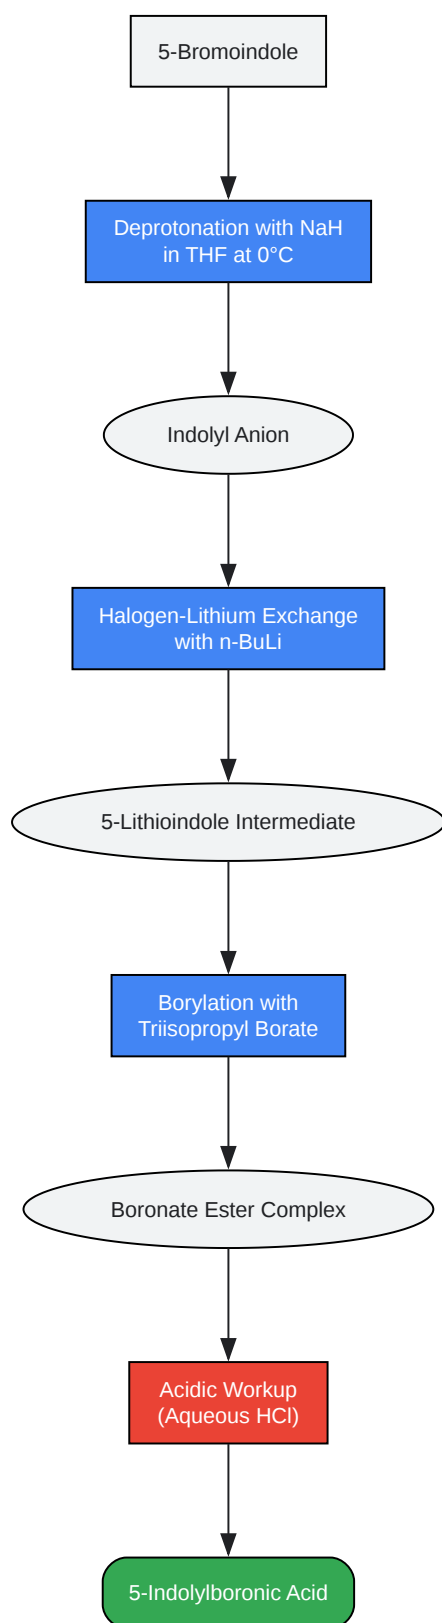 5-Bromoindole
Deprotonation with NaH
in THF at 0°C
Indolyl Anion
Halogen-Lithium Exchange
with n-BuLi
5-Lithioindole Intermediate
Borylation with
Triisopropyl Borate
Boronate Ester Complex
Acidic Workup
(Aqueous HCl)
5-Indolylboronic Acid